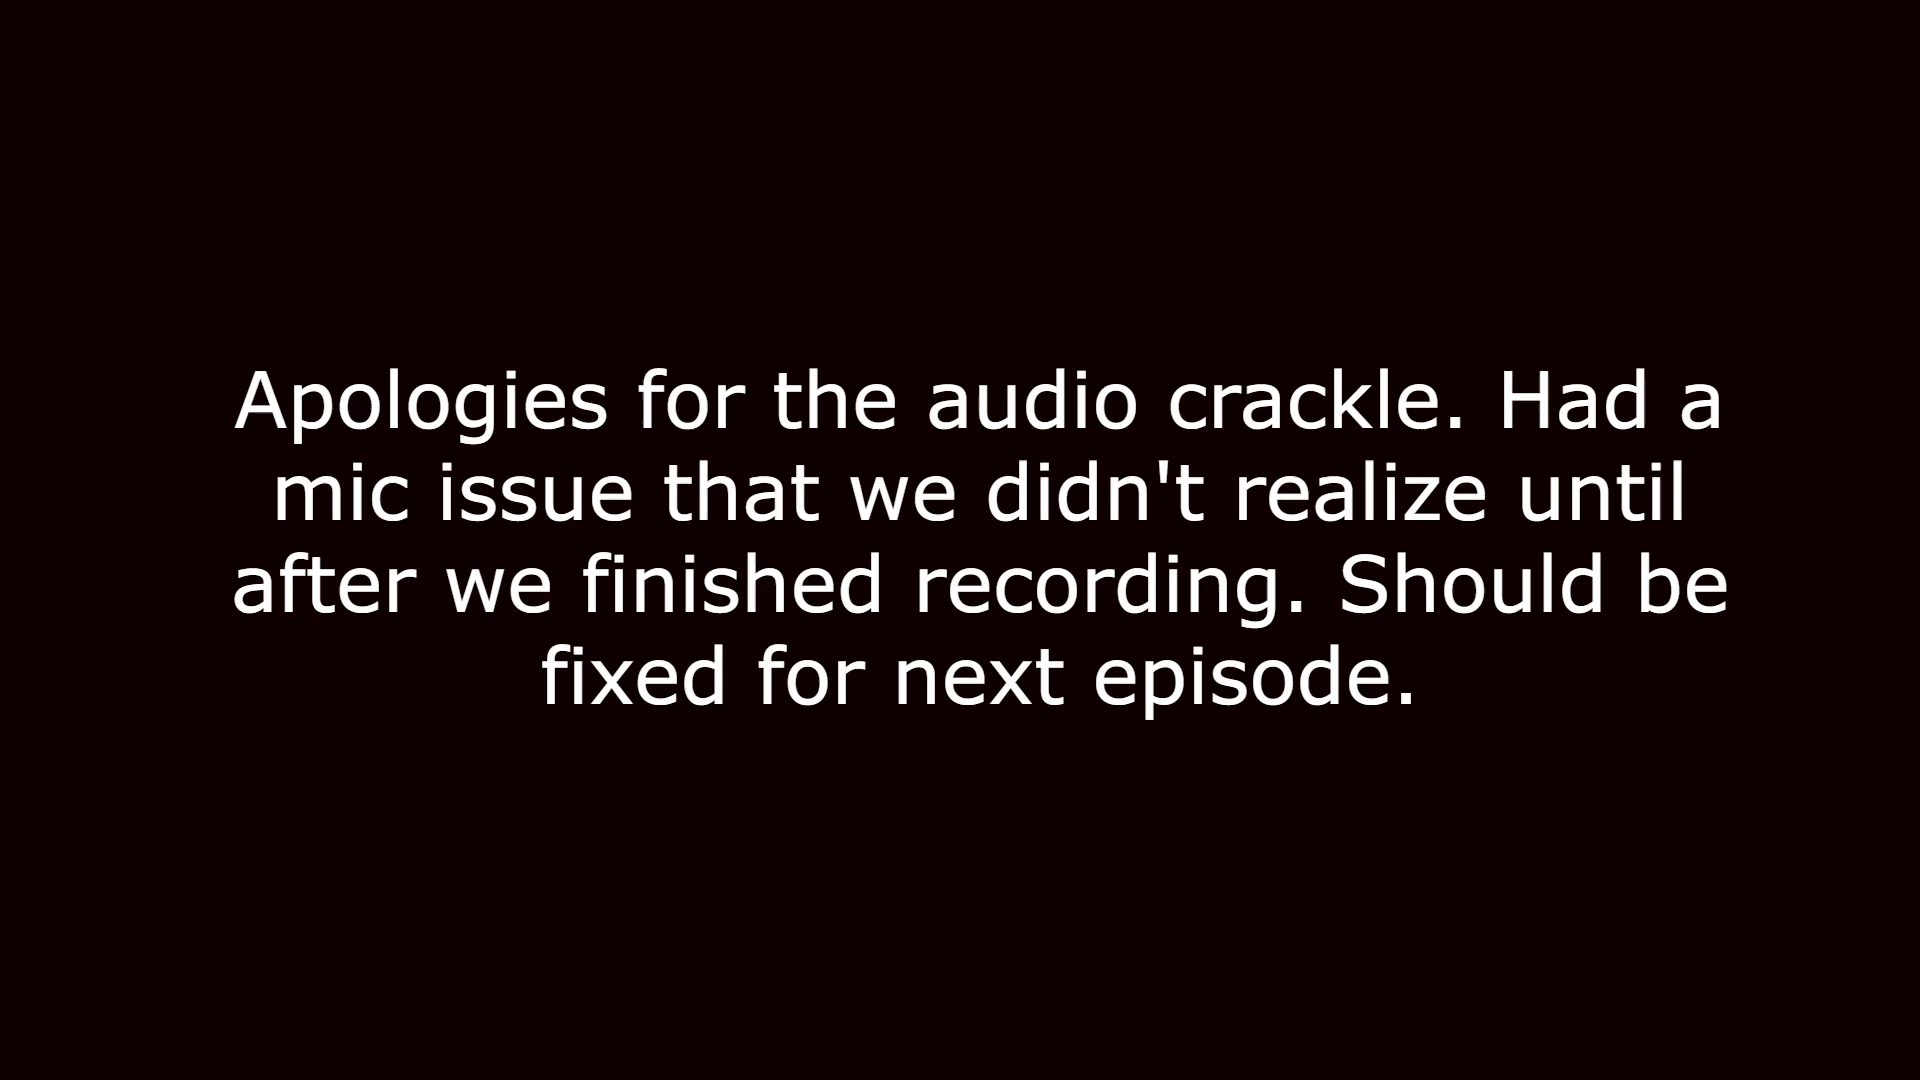 Apologies for the audio crackle. Had a
mic issue that we didn't realize until
after we finished recording. Should be
fixed for next episode.